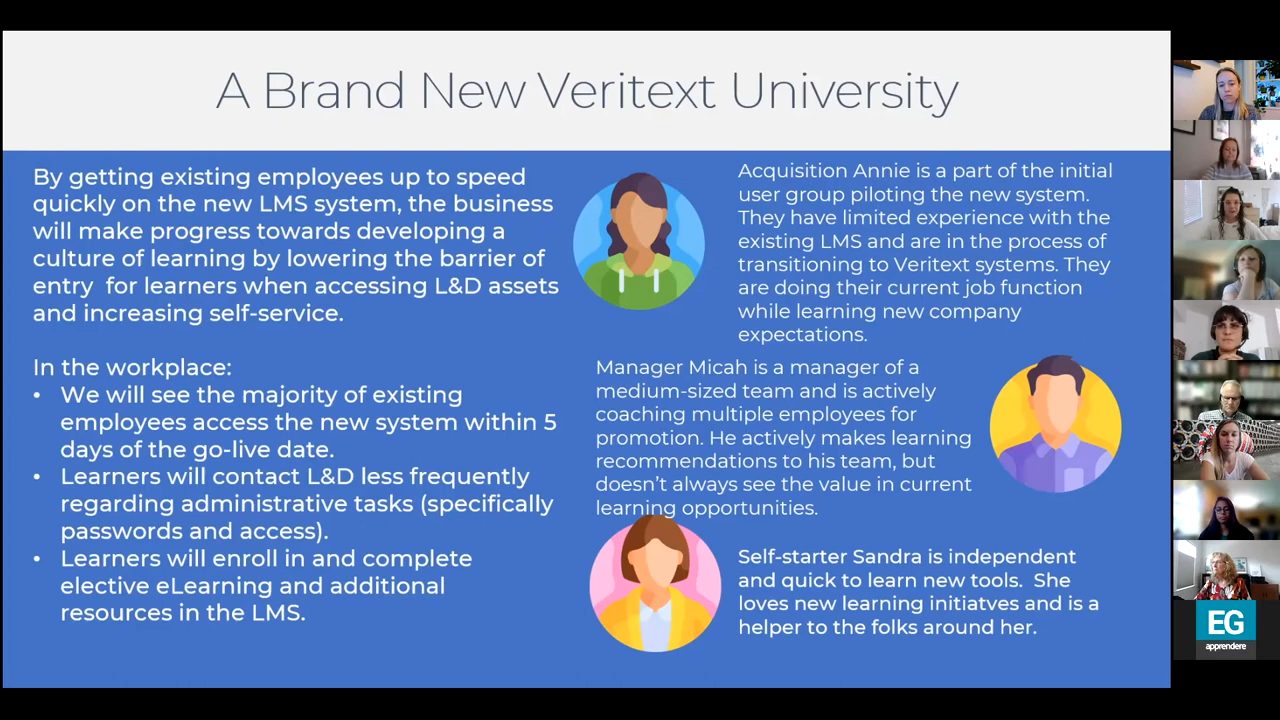 A Brand New Veritext University
By getting existing employees up to speed
quickly on the new LMS system, the business
will make progress towards developing a
culture of learning by lowering the barrier of
entry  for learners when accessing L&D assets
and increasing self-service.
In the workplace:
• We will see the majority of existing
employees access the new system within 5
days of the go-live date.
• Learners will contact L&D less frequently
regarding administrative tasks (specifically
passwords and access).
• Learners will enroll in and complete
elective eLearning and additional
resources in the LMS.
Acquisition Annie is a part of the initial
user group piloting the new system.
They have limited experience with the
existing LMS and are in the process of
transitioning to Veritext systems. They
are doing their current job function
while learning new company
expectations.
Manager Micah is a manager of a
medium-sized team and is actively
coaching multiple employees for
promotion. He actively makes learning
recommendations to his team, but
doesn’t always see the value in current
learning opportunities.
Self-starter Sandra is independent
and quick to learn new tools.  She
loves new learning initiatves and is a
helper to the folks around her.
EG
apprendere